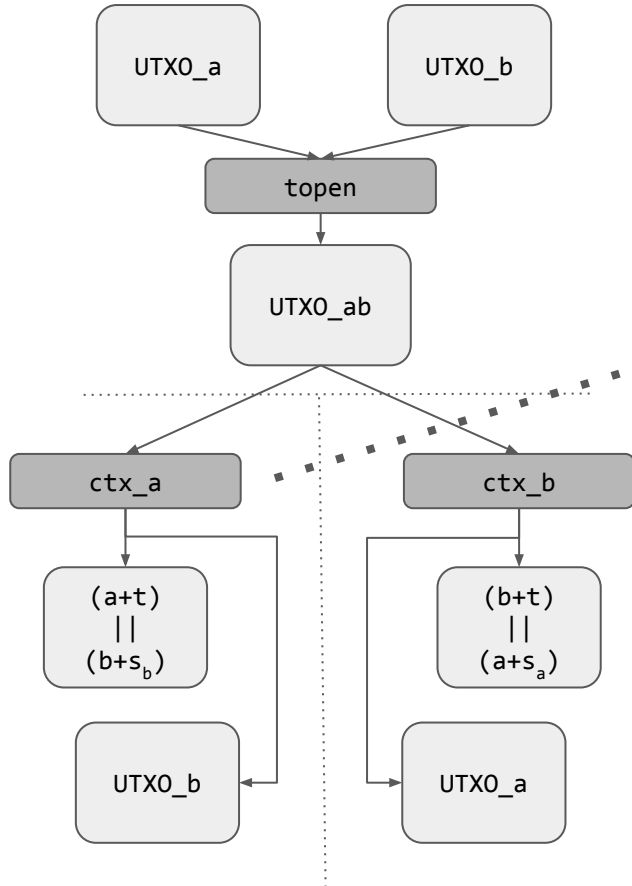 UTXO_a
UTXO_b
topen
UTXO_ab
ctx_a
ctx_b
(a+t)
||
(b+s_b)
(b+t)
||
(a+s_a)
UTXO_b
UTXO_a